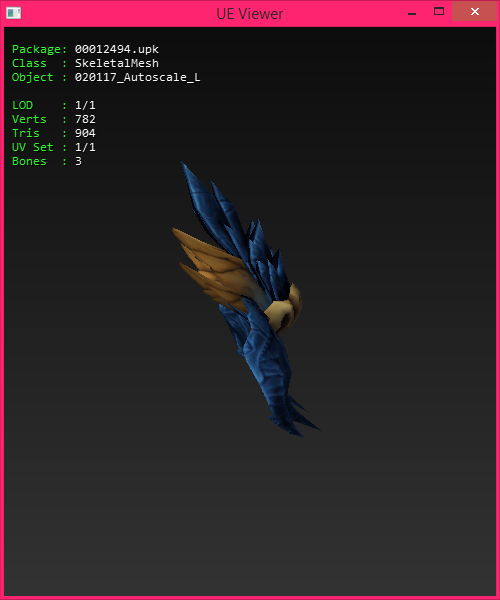 UE Viewer
Package: 00012494.upk
Class : SkeletalMesh
Object : 020117_Autoscale_L
LOD : 1/1
Verts : 782
Tris : 904
UV Set : 1/1
Bones : 3